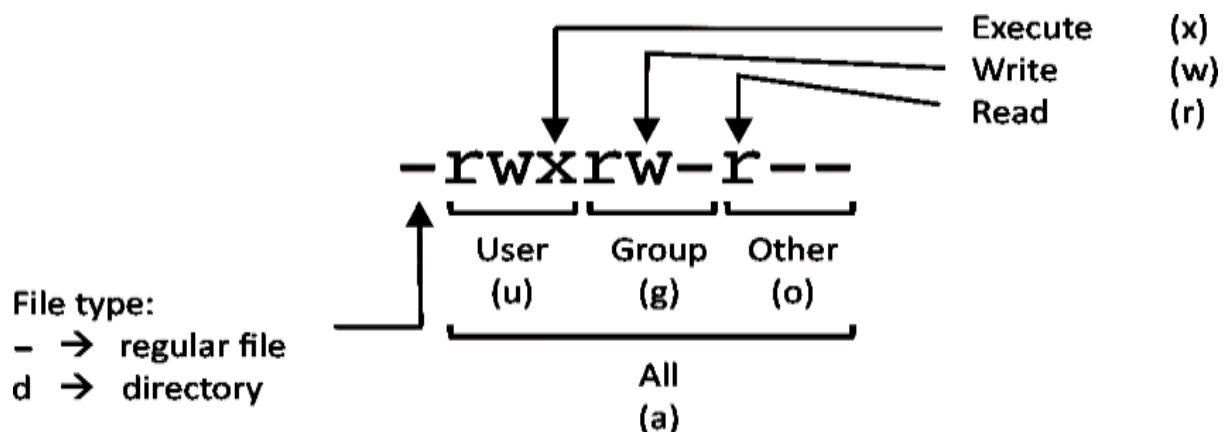 Execute (x)
Write (w)
Read (r)
-rwxrw-r--
User Group Other
(u) (g) (o)
File type:
– → regular file
d → directory
All
(a)